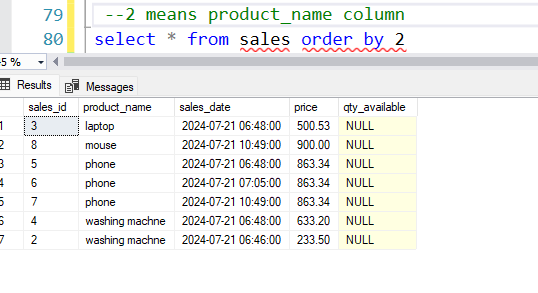 79 --2 means product_name column
80 select * from sales order by 2
5 %
Results Messages
sales_id product_name sales_date price qty_available
1 3 laptop 2024-07-21 06:48:00 500.53 NULL
2 8 mouse 2024-07-21 10:49:00 900.00 NULL
3 5 phone 2024-07-21 06:48:00 863.34 NULL
4 6 phone 2024-07-21 07:05:00 863.34 NULL
5 7 phone 2024-07-21 10:49:00 863.34 NULL
6 4 washing machne 2024-07-21 06:48:00 633.20 NULL
7 2 washing machne 2024-07-21 06:46:00 233.50 NULL